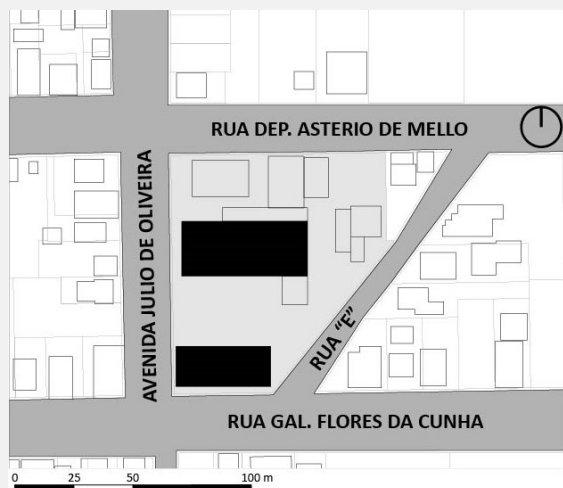 RUA DEP. ASTERIO DE MELLO
AVENIDA JULIO DE OLIVEIRA
RUA "E"
RUA GAL. FLORES DA CUNHA
0 25 50 100 m